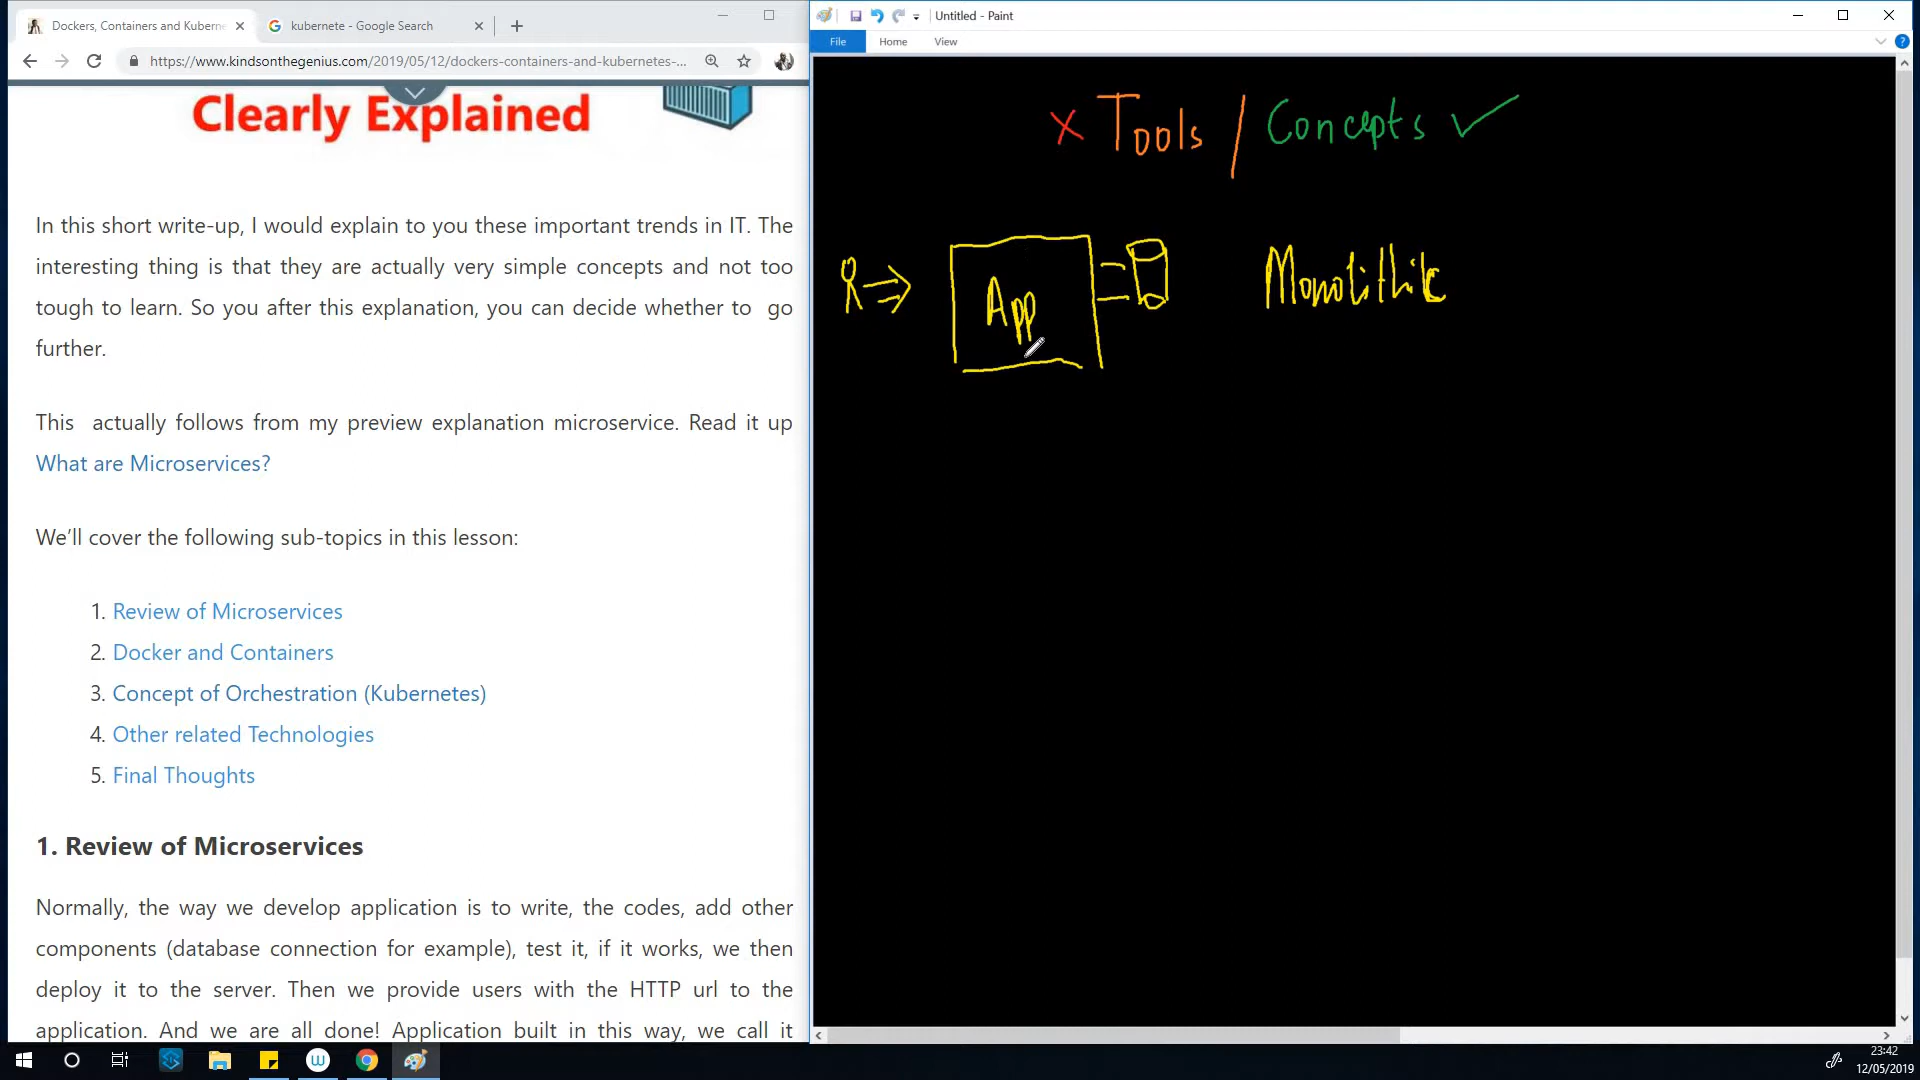 Dockers, Containers and Kuberne
kubernete - Google Search
https://www.kindsonthegenius.com/2019/05/12/dockers-containers-and-kubernetes-...
Clearly Explained
In this short write-up, I would explain to you these important trends in IT. The
interesting thing is that they are actually very simple concepts and not too
tough to learn. So you after this explanation, you can decide whether to go
further.
This actually follows from my preview explanation microservice. Read it up
What are Microservices?
We'll cover the following sub-topics in this lesson:
1. Review of Microservices
2. Docker and Containers
3. Concept of Orchestration (Kubernetes)
4. Other related Technologies
5. Final Thoughts
1. Review of Microservices
Normally, the way we develop application is to write, the codes, add other
components (database connection for example), test it, if it works, we then
deploy it to the server. Then we provide users with the HTTP url to the
application. And we are all done! Application built in this way, we call it
Untitled - Paint
File Home View
x Tools / Concepts ✓
App
Monolithic
23:42
12/05/2019